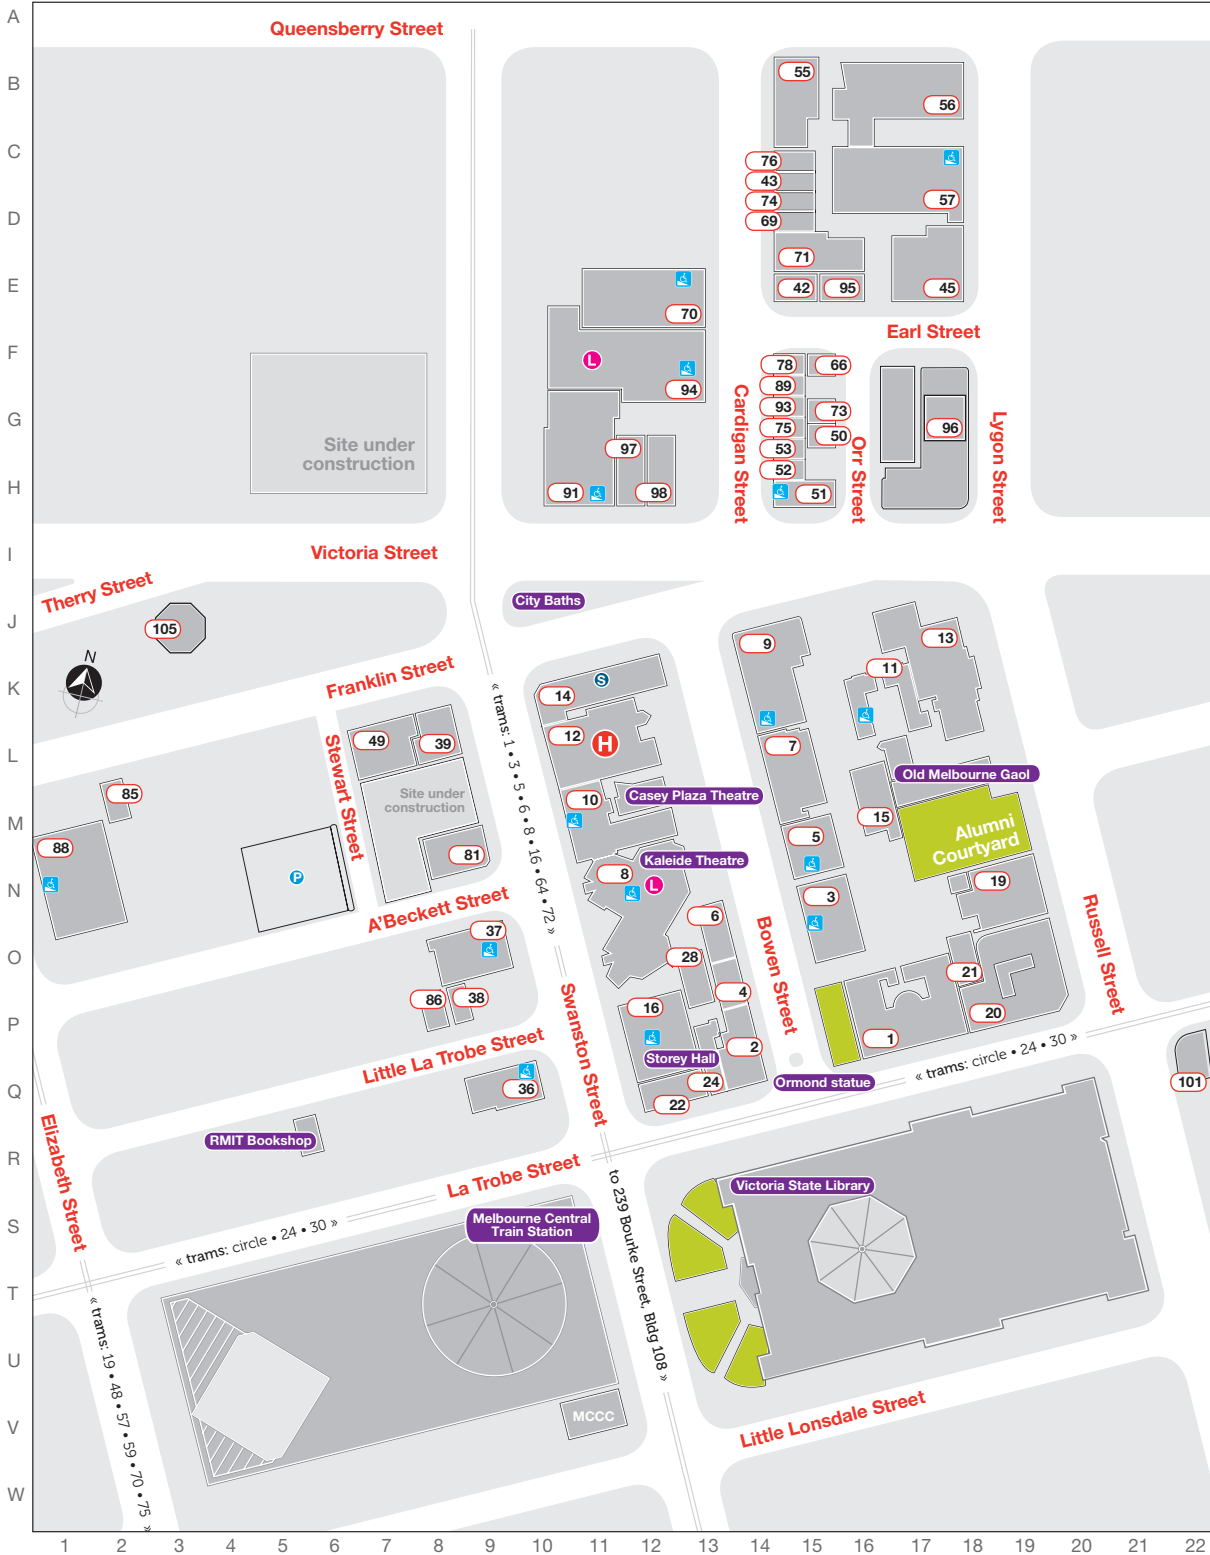 A
Queensberry Street
B
55
56
C
76
43
57
74
D
69
71
E
42
95
45
70
Earl Street
F
L
78
66
94
89
Cardigan Street
93
73
G
75
50
96
Lygon Street
Site under
construction
97
53
Orr Street
52
H
91
98
51
I
Victoria Street
Therry Street
City Baths
J
105
9
13
N
Franklin Street
11
K
S
14
49
39
12
H
7
L
Stewart Street
« trams: 1 • 3 • 5 • 6 • 8 • 16 • 64 • 72 »
Old Melbourne Gaol
85
Site under
construction
10
Casey Plaza Theatre
15
M
Alumni
Courtyard
88
81
5
Kaleide Theatre
P
8
L
19
N
3
A'Beckett Street
6
Bowen Street
Russell Street
37
O
28
21
86
38
4
16
20
P
1
Little La Trobe Street
Swanston Street
2
Storey Hall
« trams: circle • 24 • 30 »
36
24
Ormond statue
101
Q
22
Elizabeth Street
RMIT Bookshop
R
La Trobe Street
to 239 Bourke Street, Bldg 108 »
Victoria State Library
S
Melbourne Central
Train Station
« trams: circle • 24 • 30 »
T
« trams: 19 • 48 • 57 • 59 • 70 • 75 »
U
MCCC
V
Little Lonsdale Street
W
1 2 3 4 5 6 7 8 9 10 11 12 13 14 15 16 17 18 19 20 21 22